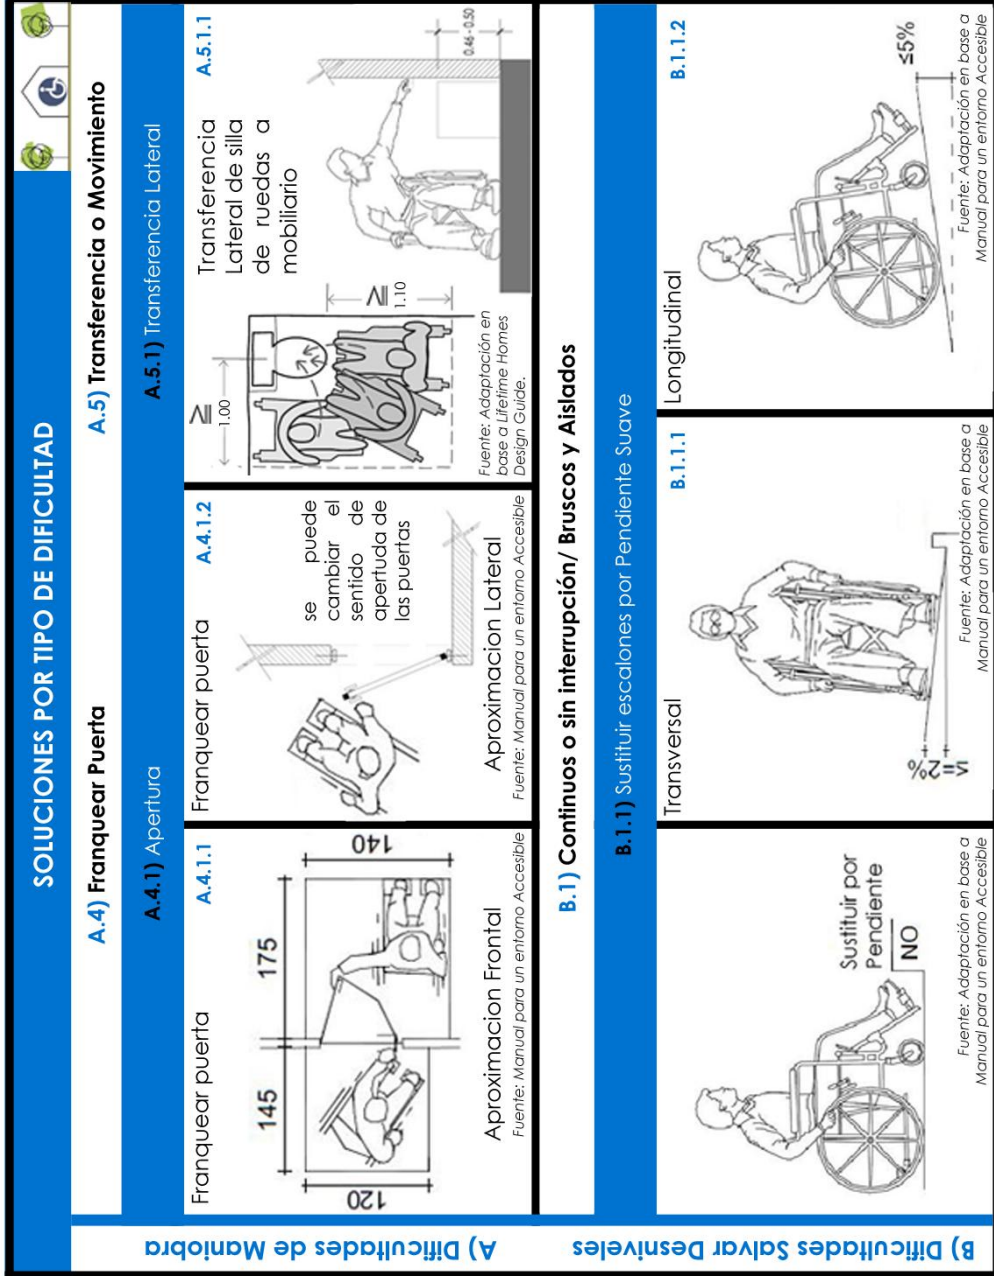 SOLUCIONES POR TIPO DE DIFICULTAD
A) Dificultades de Maniobra
A.4) Franquear Puerta
A.5) Transferencia o Movimiento
A.4.1) Apertura
A.5.1) Transferencia Lateral
Franquear puerta
A.4.1.1
145
175
120
140
Aproximacion Frontal
Fuente: Manual para un entorno Accesible
Franquear puerta
A.4.1.2
se puede
cambiar el
sentido de
apertuda de
las puertas
Aproximacion Lateral
Fuente: Manual para un entorno Accesible
A.5.1.1
Transferencia
Lateral de silla
de ruedas a
mobiliario
≥
1.00
≥
1.10
0.46 - 0.50
Fuente: Adaptación en
base a Lifetime Homes
Design Guide.
B) Dificultades Salvar Desniveles
B.1) Continuos o sin interrupción/ Bruscos y Aislados
B.1.1) Sustituir escalones por Pendiente Suave
Sustituir por
Pendiente
NO
Fuente: Adaptación en base a
Manual para un entorno Accesible
Transversal
B.1.1.1
≤=2%
Fuente: Adaptación en base a
Manual para un entorno Accesible
Longitudinal
B.1.1.2
≤5%
Fuente: Adaptación en base a
Manual para un entorno Accesible